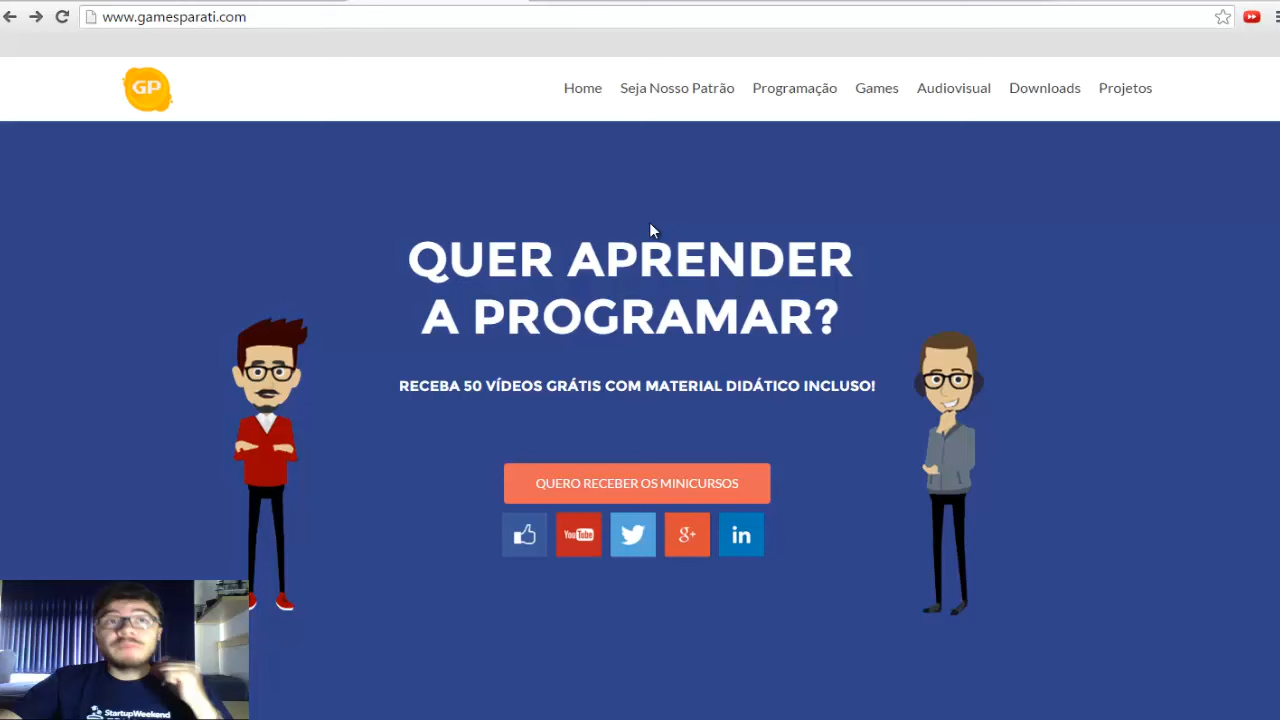 www.gamesparati.com
GP
Home Seja Nosso Patrão Programação Games Audiovisual Downloads Projetos
QUER APRENDER
A PROGRAMAR?
RECEBA 50 VÍDEOS GRÁTIS COM MATERIAL DIDÁTICO INCLUSO!
QUERO RECEBER OS MINICURSOS
YouTube
g+
in
StartupWeekend